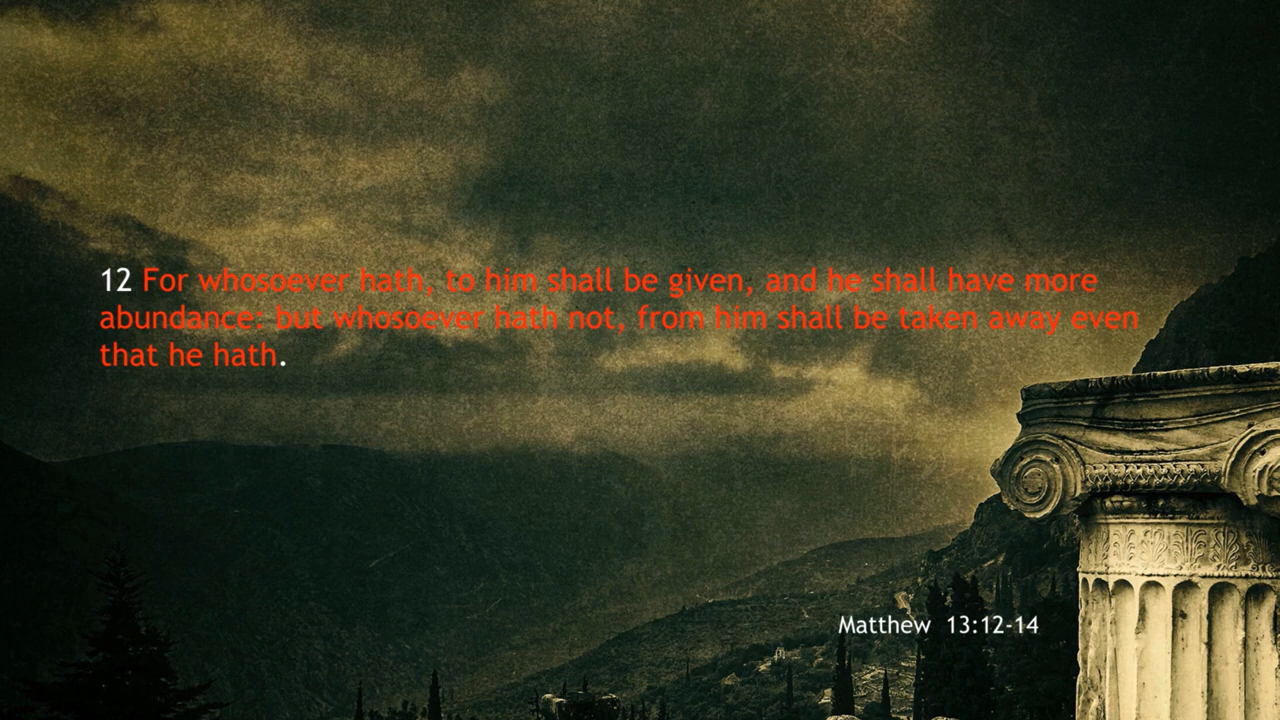 12 For whosoever hath, to him shall be given, and he shall have more
abundance: but whosoever hath not, from him shall be taken away even
that he hath.
Matthew 13:12-14